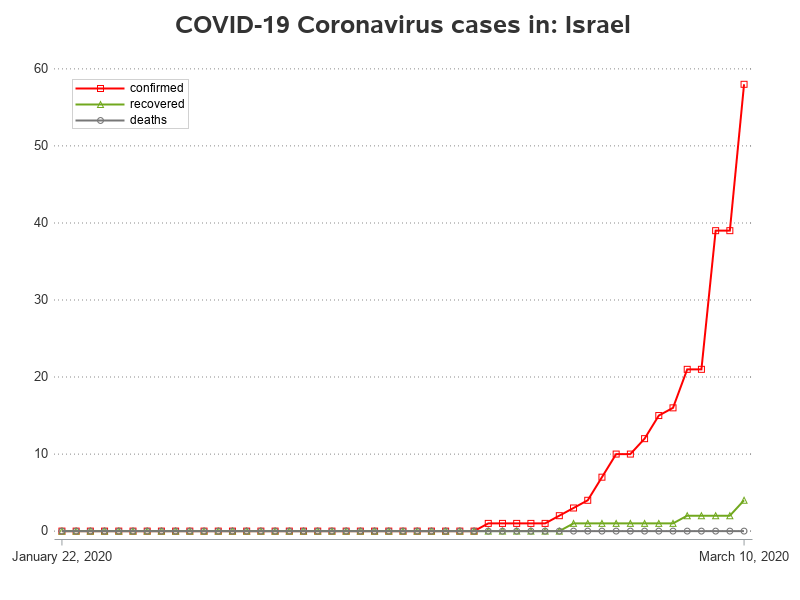 COVID-19 Coronavirus cases in: Israel
60
confirmed
recovered
deaths
50
40
30
20
10
0
January 22, 2020
March 10, 2020